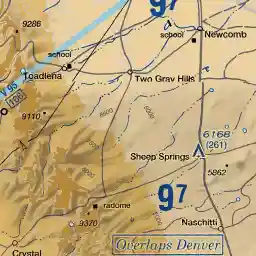 9⁷
9286
school
Newcomb
school
Toadlena
Two Gray Hills
V 95
6168
(261)
9110
Sheep Springs
5862
9⁷
radome
9370
Naschitti
Crystal
Overlaps Denver